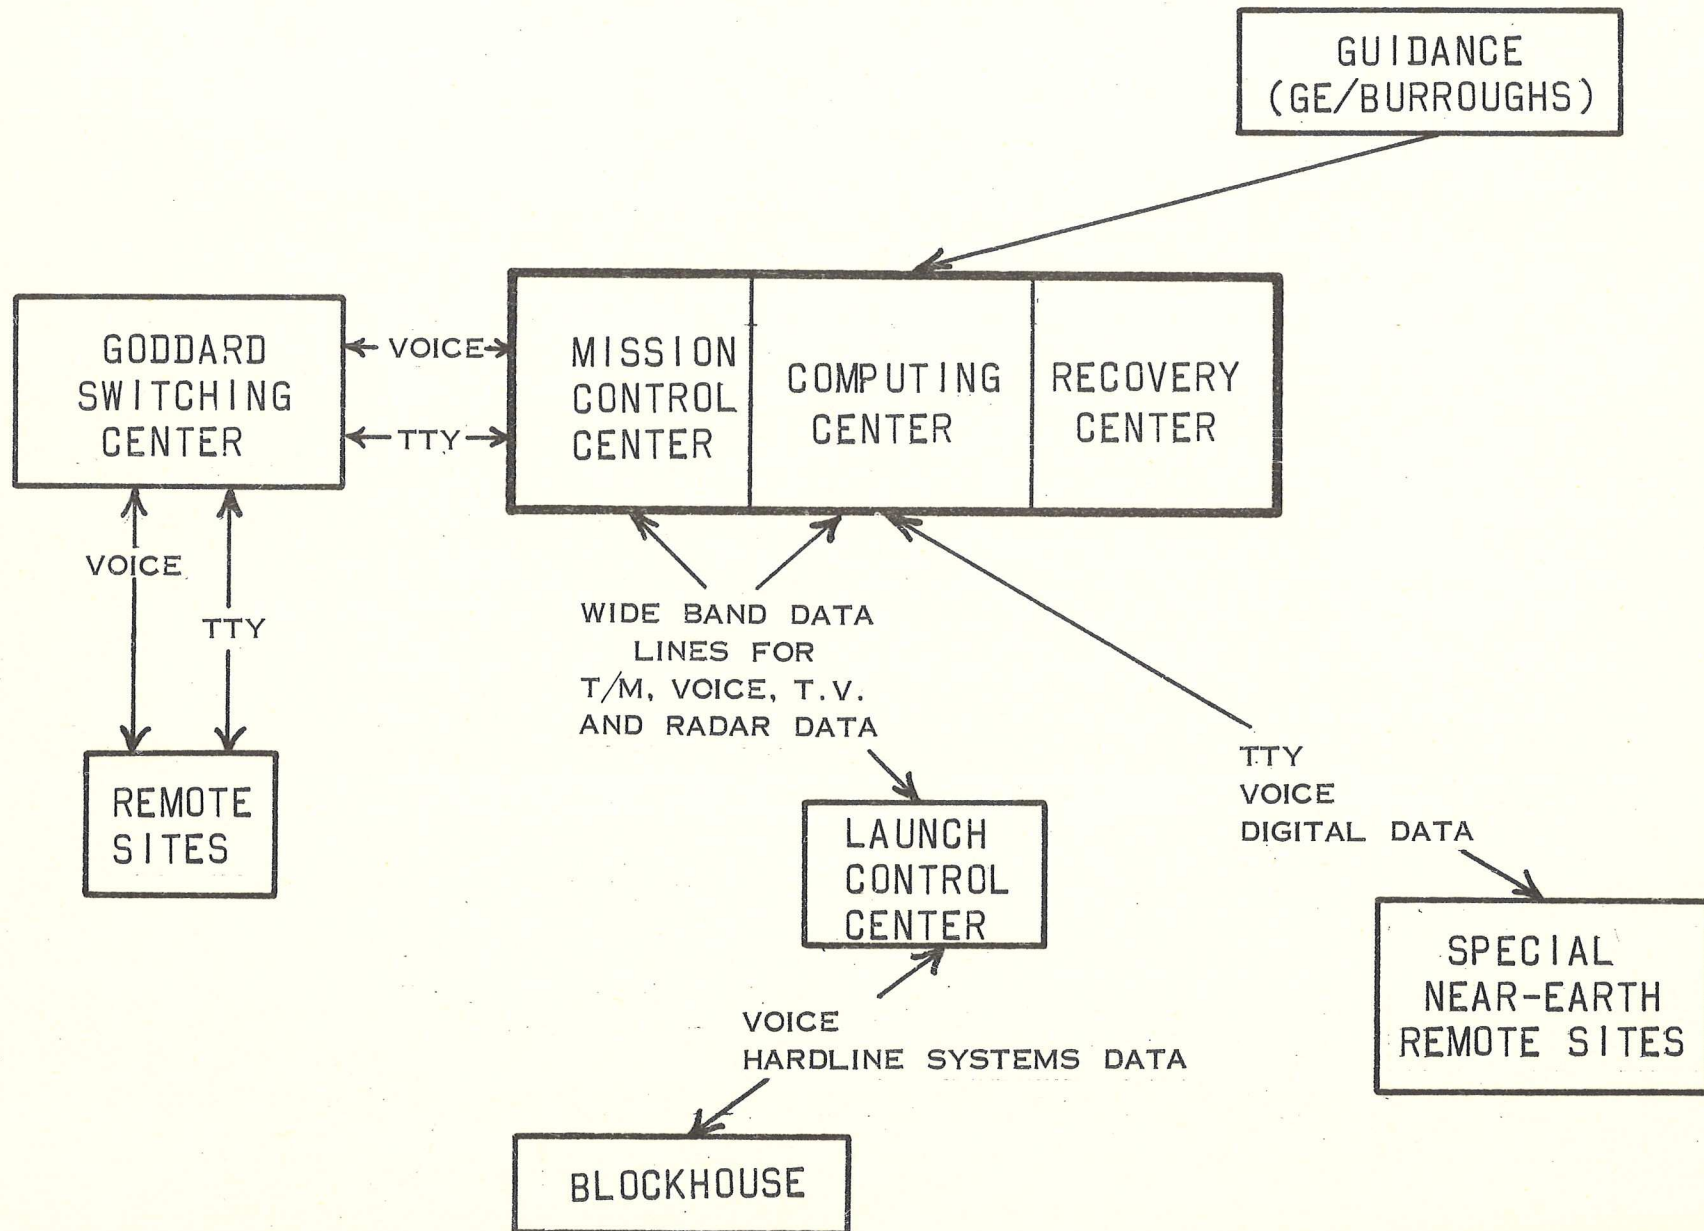 GUIDANCE
(GE/BURROUGHS)
GODDARD
SWITCHING
CENTER
VOICE
TTY
MISSION
CONTROL
CENTER
COMPUTING
CENTER
RECOVERY
CENTER
VOICE
TTY
WIDE BAND DATA
LINES FOR
T/M, VOICE, T.V.
AND RADAR DATA
TTY
VOICE
DIGITAL DATA
REMOTE
SITES
LAUNCH
CONTROL
CENTER
SPECIAL
NEAR-EARTH
REMOTE SITES
VOICE
HARDLINE SYSTEMS DATA
BLOCKHOUSE